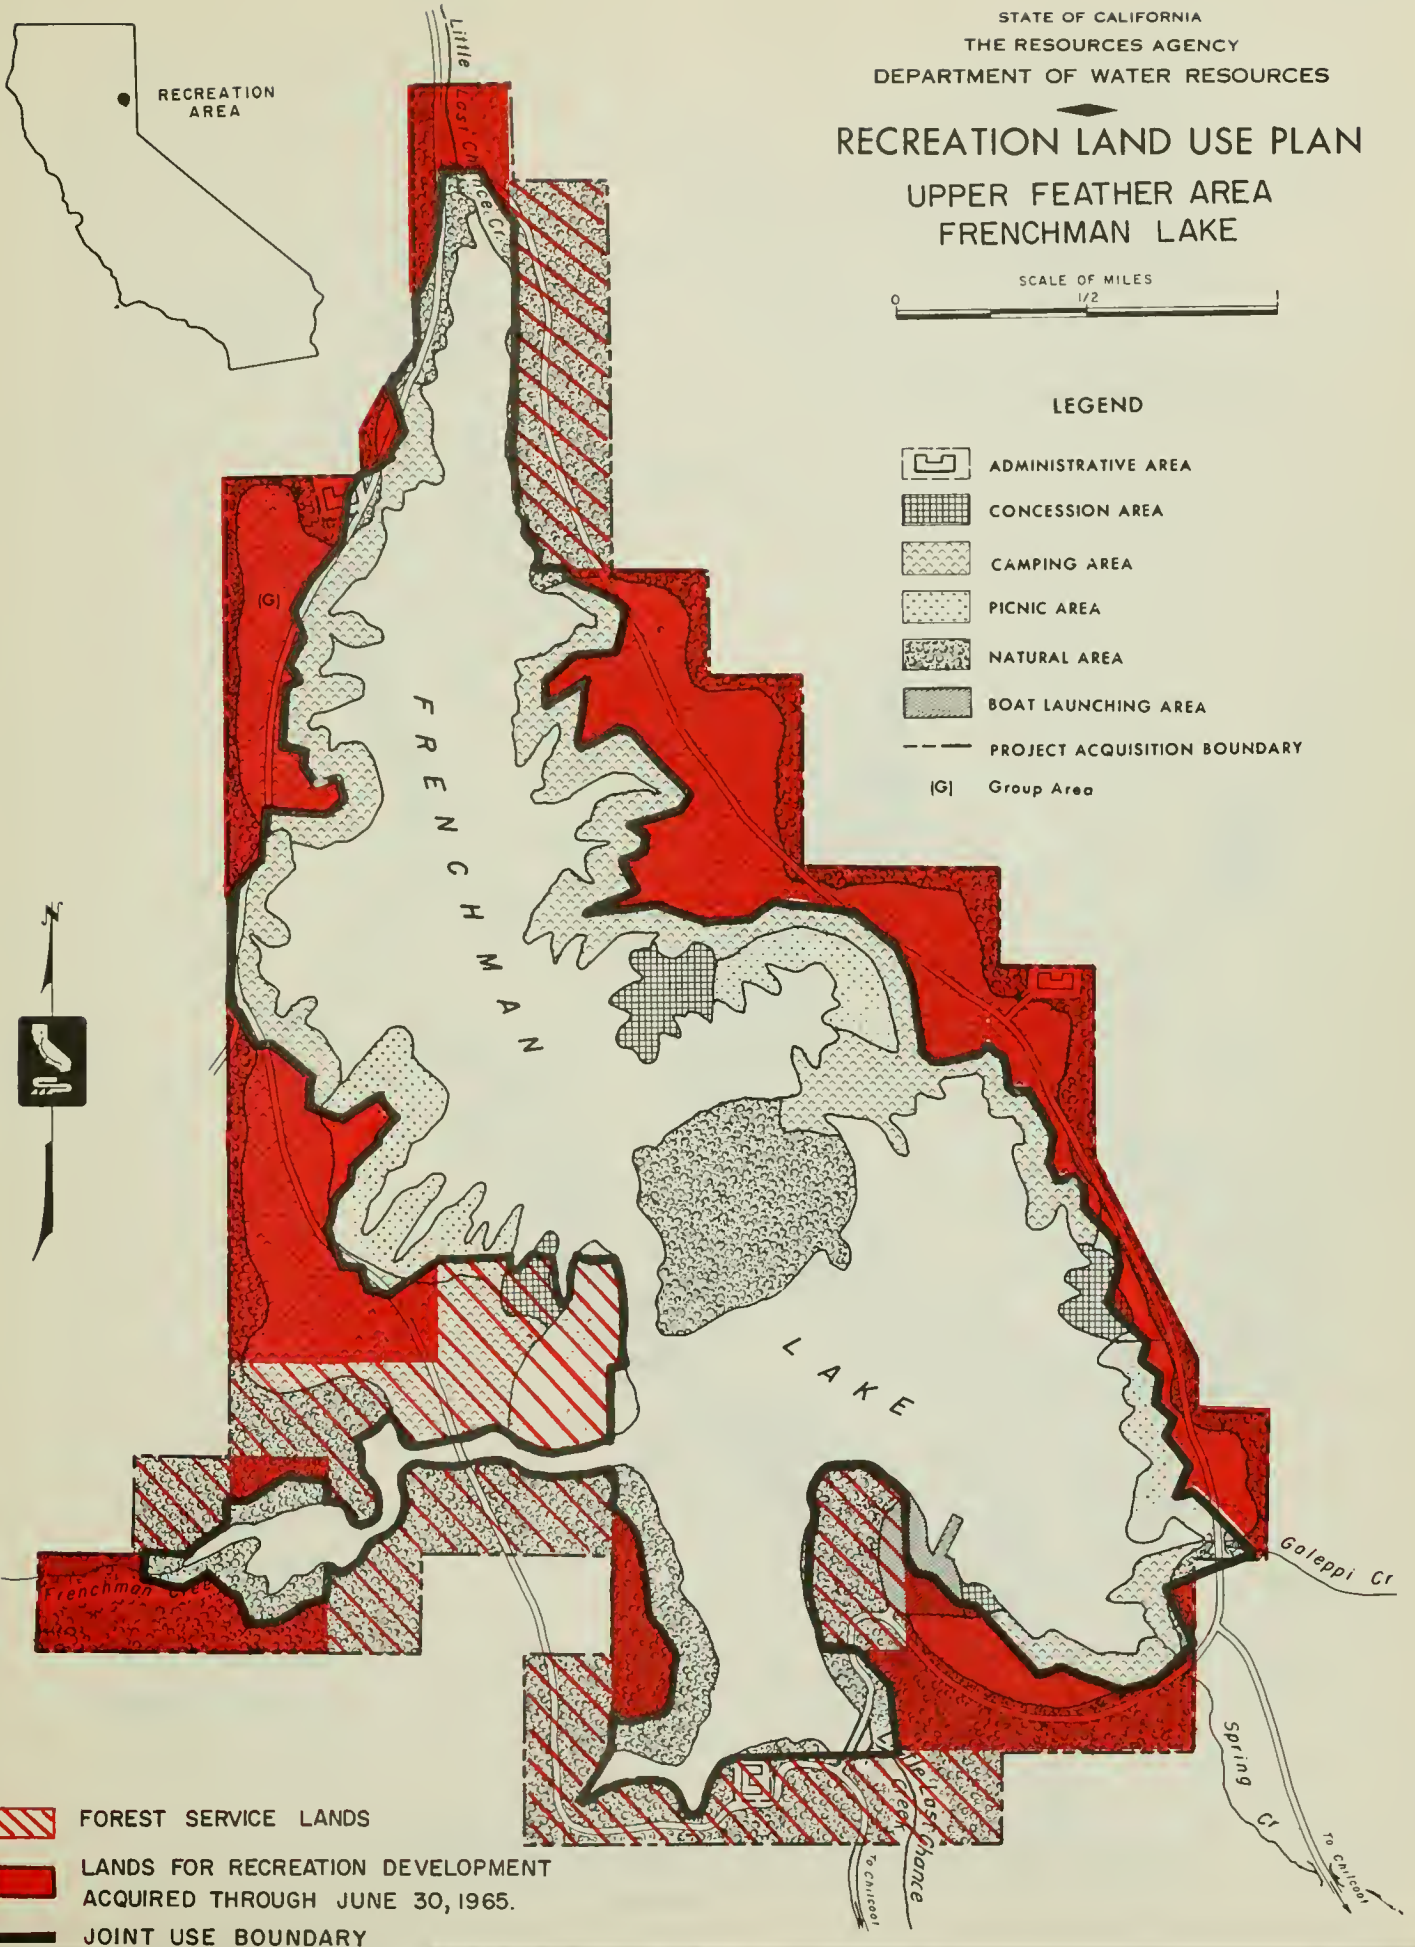 STATE OF CALIFORNIA
THE RESOURCES AGENCY
DEPARTMENT OF WATER RESOURCES
RECREATION LAND USE PLAN
UPPER FEATHER AREA
FRENCHMAN LAKE
SCALE OF MILES
0 1/2 1
RECREATION
AREA
Little Last Chance Cr.
LEGEND
ADMINISTRATIVE AREA
CONCESSION AREA
CAMPING AREA
PICNIC AREA
NATURAL AREA
BOAT LAUNCHING AREA
PROJECT ACQUISITION BOUNDARY
(G) Group Area
(G)
FRENCHMAN
LAKE
N
Frenchman Creek
Galeppi Cr
Spring Cr
Little Last Chance
Creek
To Chilcoot
To Chilcoot
FOREST SERVICE LANDS
LANDS FOR RECREATION DEVELOPMENT
ACQUIRED THROUGH JUNE 30, 1965.
JOINT USE BOUNDARY